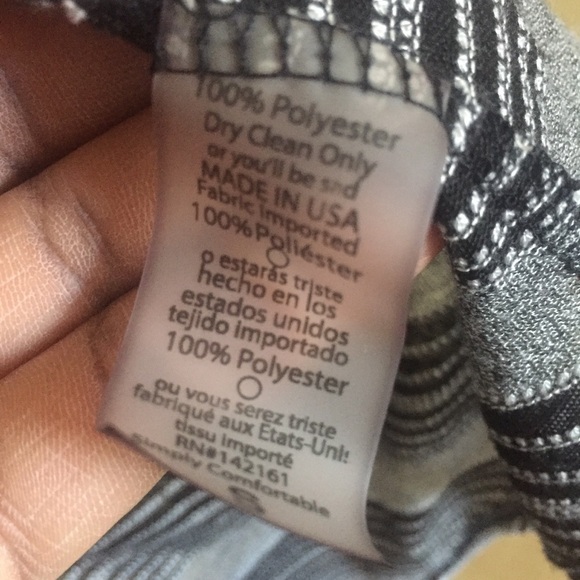 100% Polyester
Dry Clean Only
or you'll be sad
MADE IN USA
Fabric Imported
100%Poliéster
o estarás triste
hecho en los
estados unidos
tejido importado
100% Polyester
ou vous serez triste
fabriqué aux Etats-Unis
tissu importé
RN#142161
Simply Comfortable